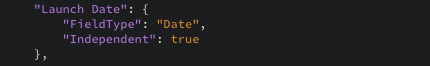 "Launch Date": {
"FieldType": "Date",
"Independent": true
},